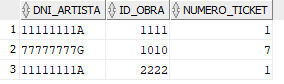 DNI_ARTISTA ID_OBRA NUMERO_TICKET
1 11111111A 1111 1
2 77777777G 1010 7
3 11111111A 2222 1